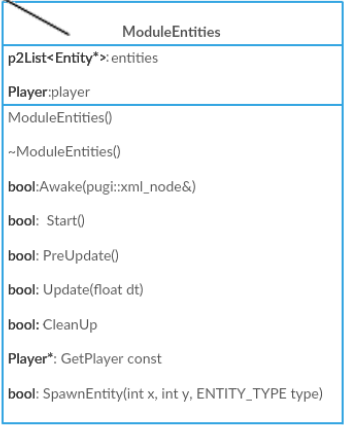 ModuleEntities
p2List<Entity*>: entities
Player:player
ModuleEntities()
~ModuleEntities()
bool:Awake(pugi::xml_node&)
bool: Start()
bool: PreUpdate()
bool: Update(float dt)
bool: CleanUp
Player*: GetPlayer const
bool: SpawnEntity(int x, int y, ENTITY_TYPE type)